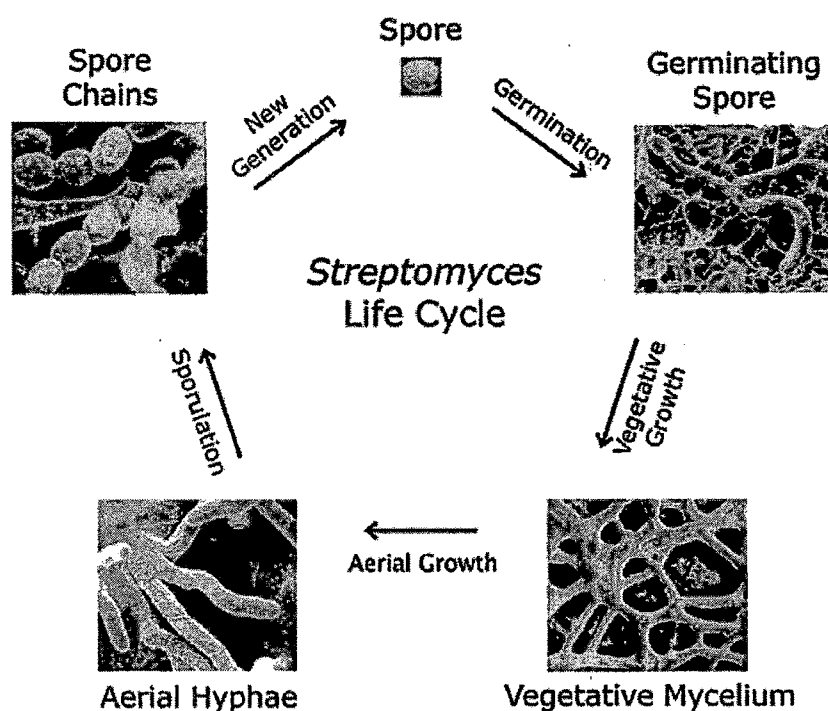 Spore
Spore
Chains
Germinating
Spore
New
Generation
Germination
Streptomyces
Life Cycle
Sporulation
Vegetative
Growth
Aerial Growth
Aerial Hyphae
Vegetative Mycelium